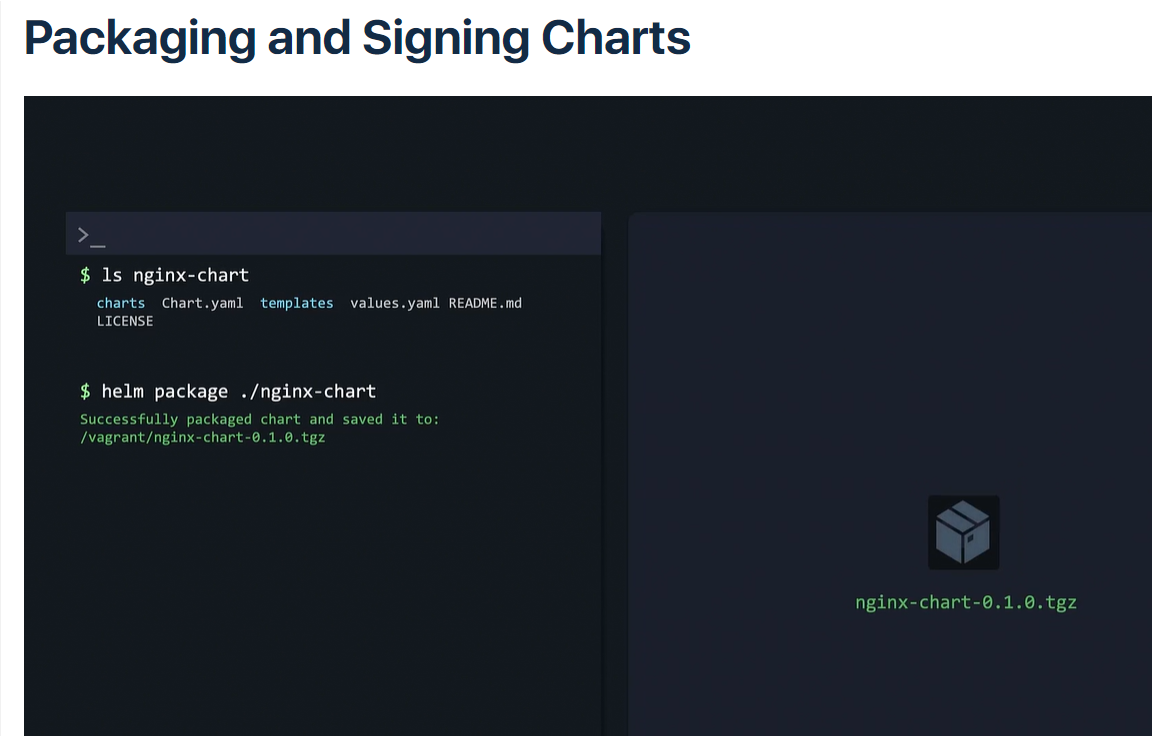 Packaging and Signing Charts
>_
$ ls nginx-chart
charts Chart.yaml templates values.yaml README.md
LICENSE
$ helm package ./nginx-chart
Successfully packaged chart and saved it to:
/vagrant/nginx-chart-0.1.0.tgz
nginx-chart-0.1.0.tgz